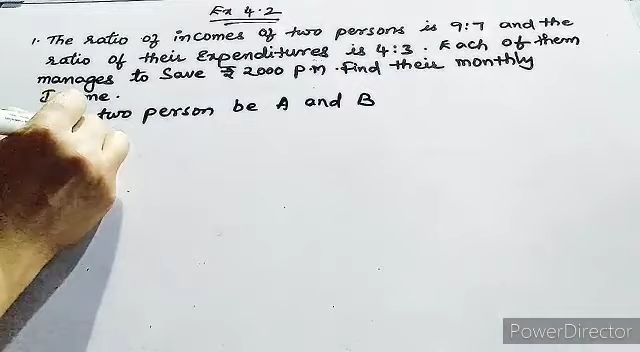 Ex 4.2
1. The ratio of incomes of two persons is 9:7 and the
ratio of their Expenditures is 4:3. Each of them
manages to save ₹ 2000 P.M. Find their monthly
two person be A and B
PowerDirector